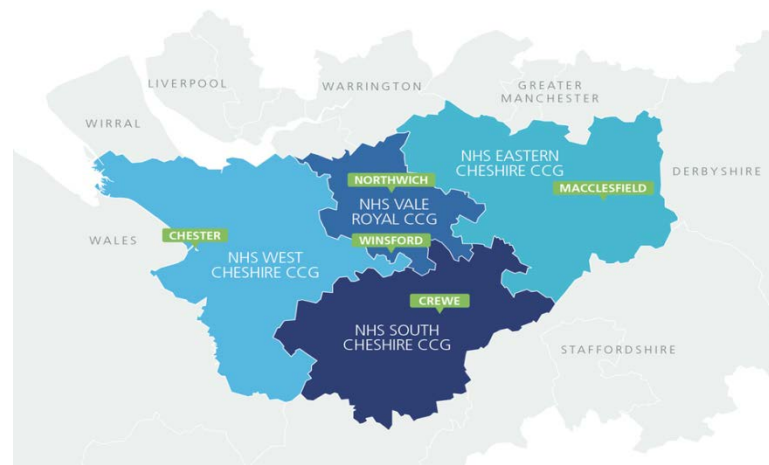 LIVERPOOL
WARRINGTON
GREATER
MANCHESTER
WIRRAL
NHS EASTERN
CHESHIRE CCG
DERBYSHIRE
NORTHWICH
MACCLESFIELD
NHS VALE
ROYAL CCG
WALES
CHESTER
WINSFORD
NHS WEST
CHESHIRE CCG
CREWE
NHS SOUTH
CHESHIRE CCG
STAFFORDSHIRE